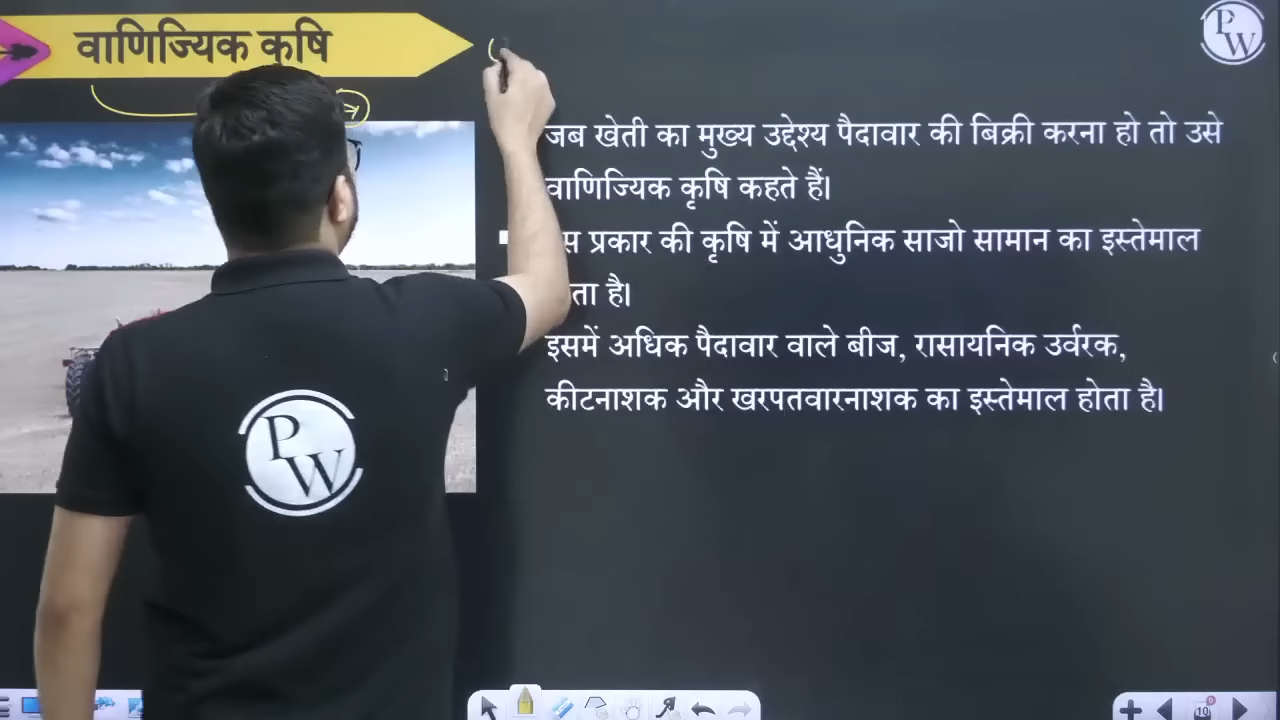 वाणिज्यिक कृषि
PW
जब खेती का मुख्य उद्देश्य पैदावार की बिक्री करना हो तो उसे
वाणिज्यिक कृषि कहते हैं।
प्रकार की कृषि में आधुनिक साजो सामान का इस्तेमाल
है।
इसमें अधिक पैदावार वाले बीज, रासायनिक उर्वरक,
कीटनाशक और खरपतवारनाशक का इस्तेमाल होता है।
PW
19